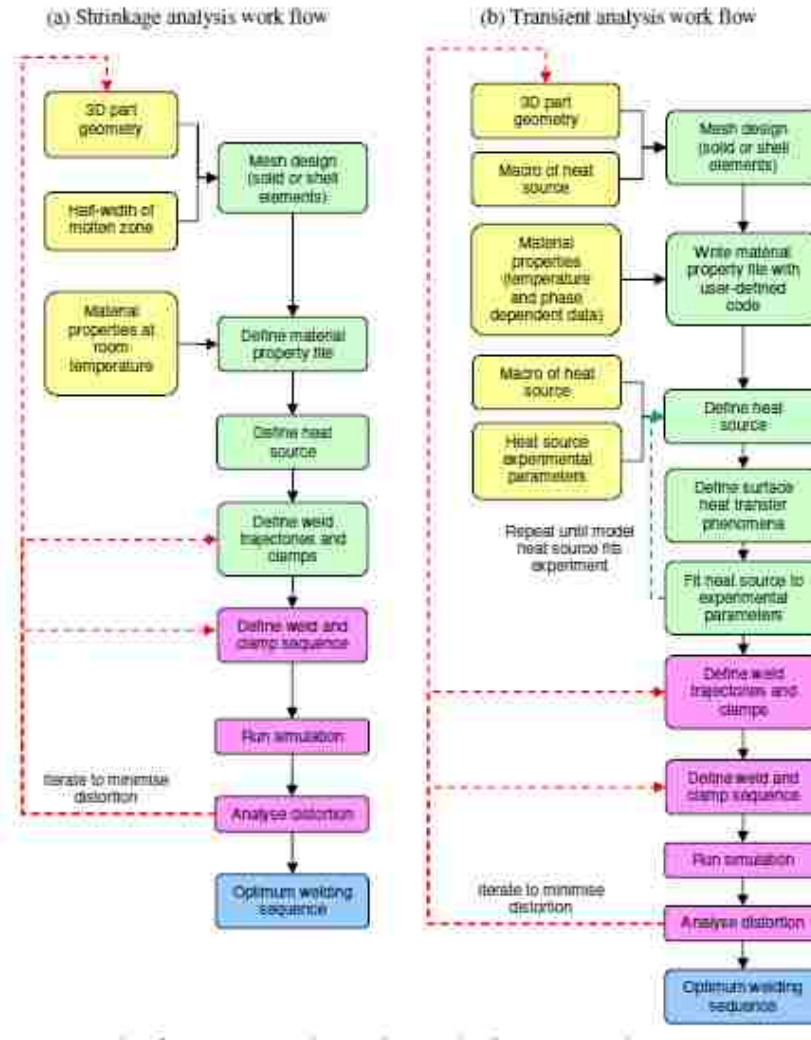 (a) Shrinkage analysis work flow
3D part
geometry
Half-width of
molten zone
Mesh design
(solid or shell
elements)
Material
properties at
room
temperature
Define material
property file
Define heat
source
Define weld
trajectories and
clamps
Define weld and
clamp sequence
Run simulation
Iterate to minimise
distortion
Analyse distortion
Optimum welding
sequence
(b) Transient analysis work flow
3D part
geometry
Macro of heat
source
Mesh design
(solid or shell
elements)
Material
properties
(temperature
and phase
dependent data)
Write material
property file with
user-defined
code
Macro of heat
source
Heat source
experimental
parameters
Define heat
source
Define surface
heat transfer
phenomena
Repeat until model
heat source fits
experiment
Fit heat source to
experimental
parameters
Define weld
trajectories and
clamps
Define weld and
clamp sequence
Run simulation
Iterate to minimise
distortion
Analyse distortion
Optimum welding
sequence